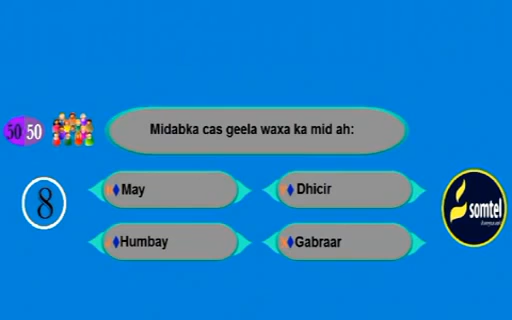 Midabka cas geela waxa ka mid ah:
50 50
May
Dhicir
8
somtel
Humbay
Gabraar